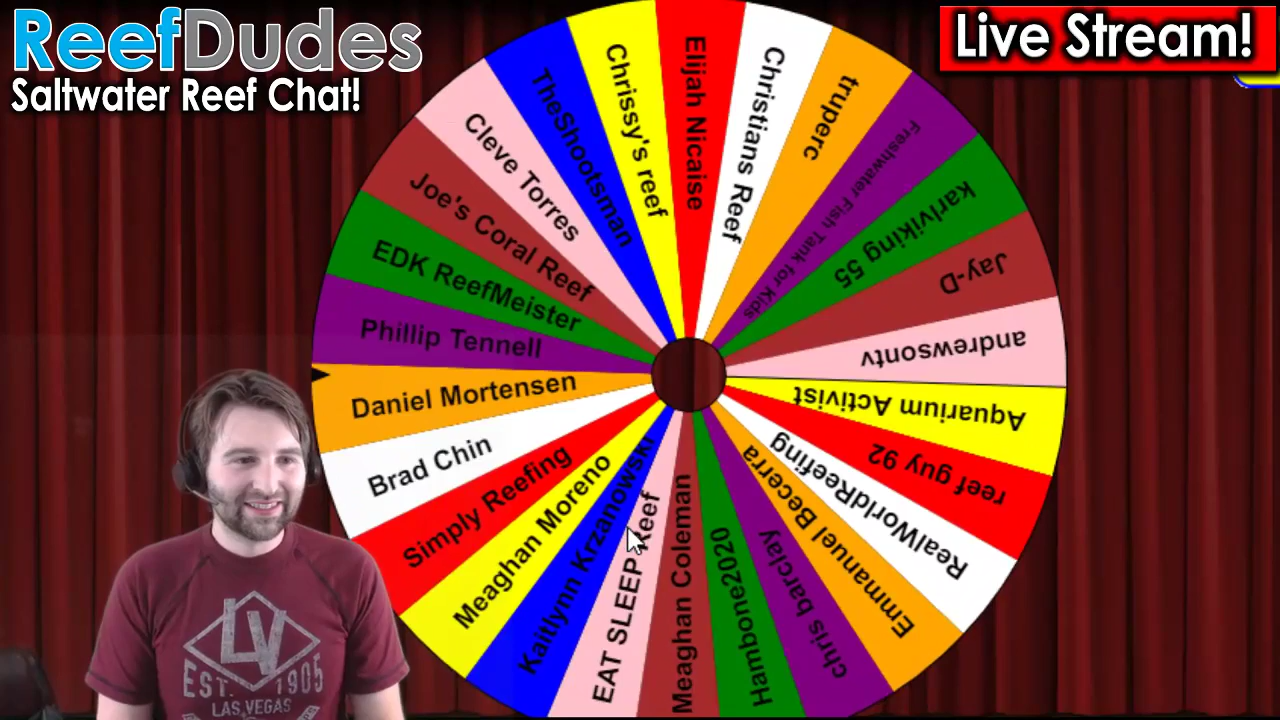 ReefDudes
Saltwater Reef Chat!
Live Stream!
Elijah Nicaise
Christians Reef
truperc
Freshwater Fish Tank for Kids
karlviking 55
Jay-D
andrewsontv
Aquarium Activist
reef guy 92
RealWorldReefing
Emmanuel Becerra
chris barclay
Hambone2020
Meaghan Coleman
EAT SLEEP Reef
Kaitlynn Krzanowski
Meaghan Moreno
Simply Reefing
Brad Chin
Daniel Mortensen
Phillip Tennell
EDK ReefMeister
Joe's Coral Reef
Cleve Torres
TheShootsman
Chrissy's reef
LV
EST. 1905
LAS VEGAS